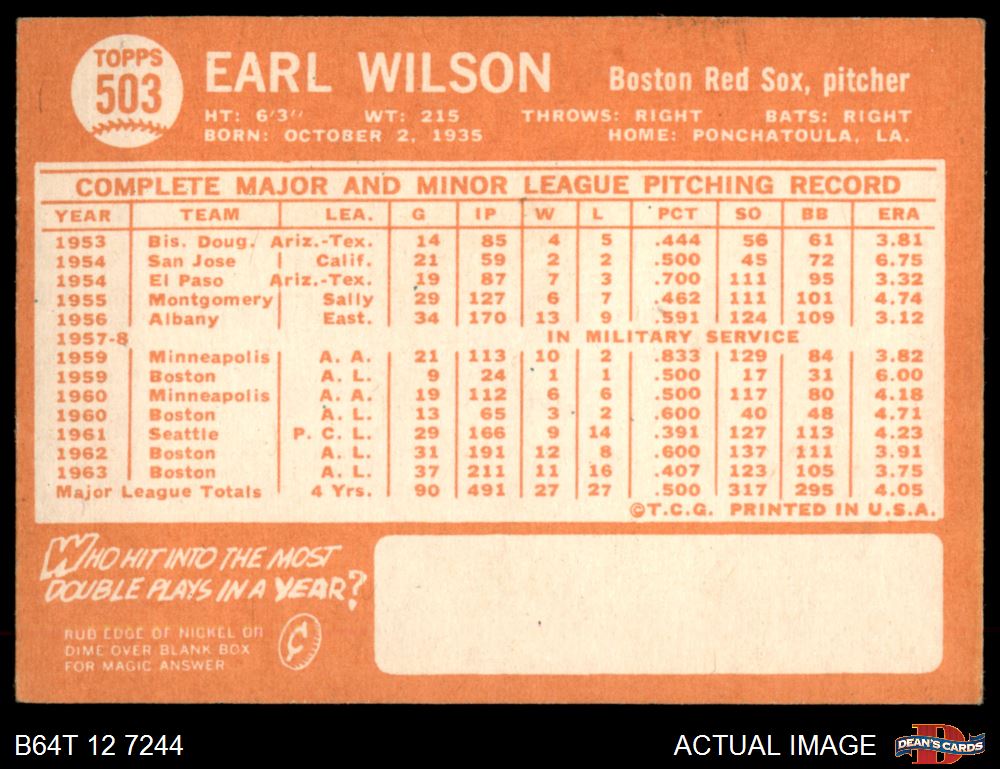 TOPPS
503
EARL WILSON
Boston Red Sox, pitcher
HT: 6'3" WT: 215 THROWS: RIGHT BATS: RIGHT
BORN: OCTOBER 2, 1935 HOME: PONCHATOULA, LA.
COMPLETE MAJOR AND MINOR LEAGUE PITCHING RECORD
YEAR TEAM LEA. G IP W L PCT SO BB ERA
1953 Bis. Doug. Ariz.-Tex. 14 85 4 5 .444 56 61 3.81
1954 San Jose Calif. 21 59 2 2 .500 45 72 6.75
1954 El Paso Ariz.-Tex. 19 87 7 3 .700 111 95 3.32
1955 Montgomery Sally 29 127 6 7 .462 111 101 4.74
1956 Albany East. 34 170 13 9 .591 124 109 3.12
1957-8 IN MILITARY SERVICE
1959 Minneapolis A. A. 21 113 10 2 .833 129 84 3.82
1959 Boston A. L. 9 24 1 1 .500 17 31 6.00
1960 Minneapolis A. A. 19 112 6 6 .500 117 80 4.18
1960 Boston A. L. 13 65 3 2 .600 40 48 4.71
1961 Seattle P. C. L. 29 166 9 14 .391 127 113 4.23
1962 Boston A. L. 31 191 12 8 .600 137 111 3.91
1963 Boston A. L. 37 211 11 16 .407 123 105 3.75
Major League Totals 4 Yrs. 90 491 27 27 .500 317 295 4.05
©T.C.G. PRINTED IN U.S.A.
WHO HIT INTO THE MOST
DOUBLE PLAYS IN A YEAR?
RUB EDGE OF NICKEL OR
DIME OVER BLANK BOX
FOR MAGIC ANSWER
¢
B64T 12 7244
ACTUAL IMAGE
D
DEAN'S CARDS